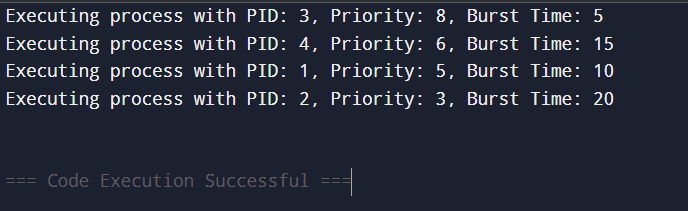 Executing process with PID: 3, Priority: 8, Burst Time: 5
Executing process with PID: 4, Priority: 6, Burst Time: 15
Executing process with PID: 1, Priority: 5, Burst Time: 10
Executing process with PID: 2, Priority: 3, Burst Time: 20
=== Code Execution Successful ===